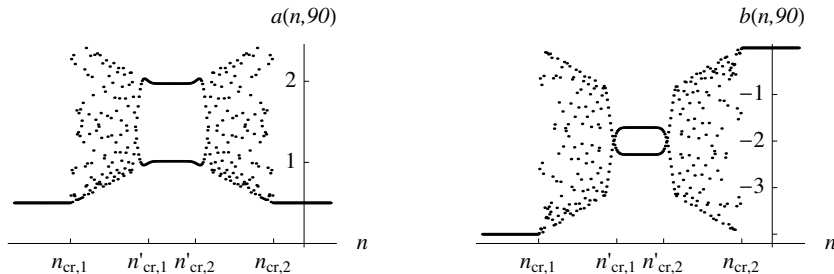 a(n,90)
2
1
n
n_cr,1 n'_cr,1 n'_cr,2 n_cr,2
b(n,90)
−1
−2
−3
n
n_cr,1 n'_cr,1 n'_cr,2 n_cr,2